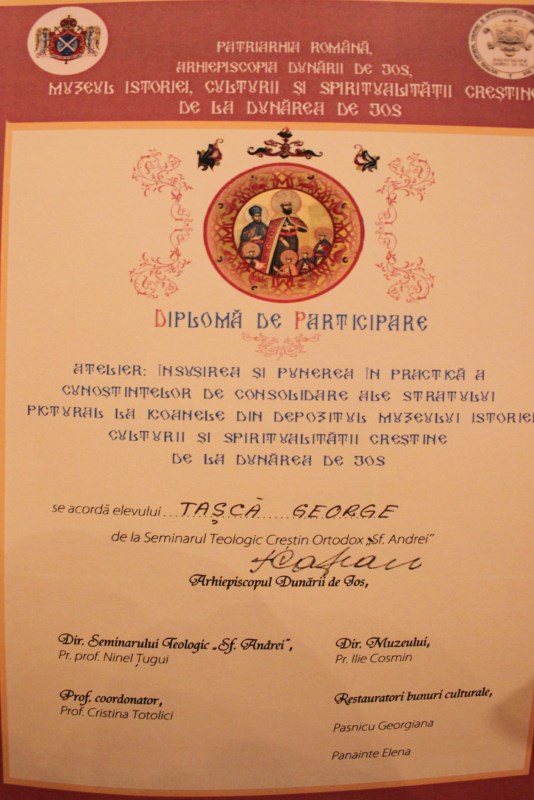 PATRIARHIA ROMÂNĂ,
ARHIEPISCOPIA DUNĂRII DE JOS,
MUZEUL ISTORIEI, CULTURII ȘI SPIRITUALITĂȚII CREȘTINE
DE LA DUNĂREA DE JOS
DIPLOMĂ DE PARTICIPARE
ATELIER: ÎNSUȘIREA ȘI PUNEREA ÎN PRACTICĂ A
CUNOȘTINȚELOR DE CONSOLIDARE ALE STRATULUI
PICTURAL LA ICOANELE DIN DEPOZITUL MUZEULUI ISTORIEI
CULTURII ȘI SPIRITUALITĂȚII CREȘTINE
DE LA DUNĂREA DE JOS
se acordă elevului TAȘCĂ GEORGE
de la Seminarul Teologic Creștin Ortodox „Sf. Andrei”
Arhiepiscopul Dunării de Jos,
Dir. Seminarului Teologic „Sf. Andrei”,
Pr. prof. Ninel Țugui
Dir. Muzeului,
Pr. Ilie Cosmin
Prof. coordonator,
Prof. Cristina Totolici
Restauratori bunuri culturale,
Pasnicu Georgiana
Panainte Elena